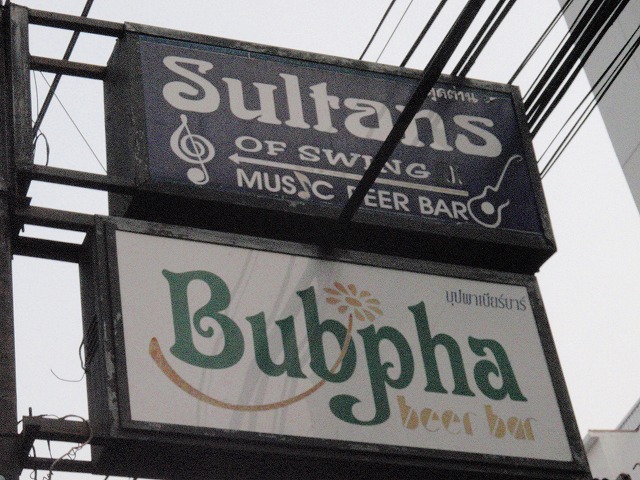 Sultans
OF SWING
MUSIC BEER BAR
บุปผาเบียร์บาร์
Bubpha
beer bar